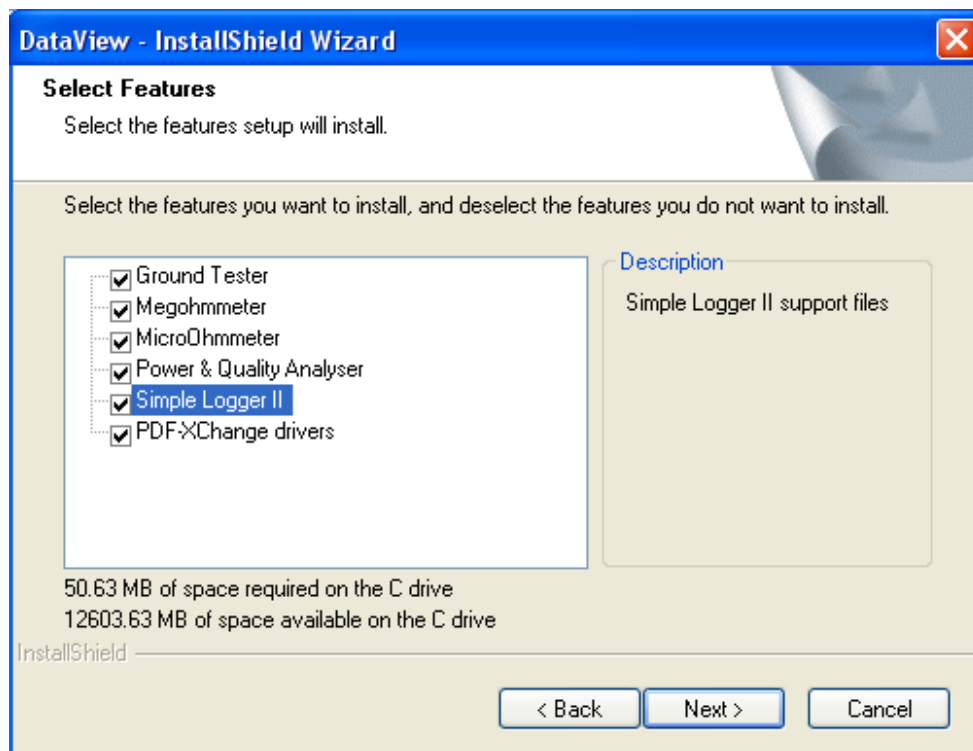 DataView - InstallShield Wizard
Select Features
Select the features setup will install.
Select the features you want to install, and deselect the features you do not want to install.
Ground Tester
Megohmmeter
MicroOhmmeter
Power & Quality Analyser
Simple Logger II
PDF-XChange drivers
Description
Simple Logger II support files
50.63 MB of space required on the C drive
12603.63 MB of space available on the C drive
InstallShield
< Back
Next >
Cancel